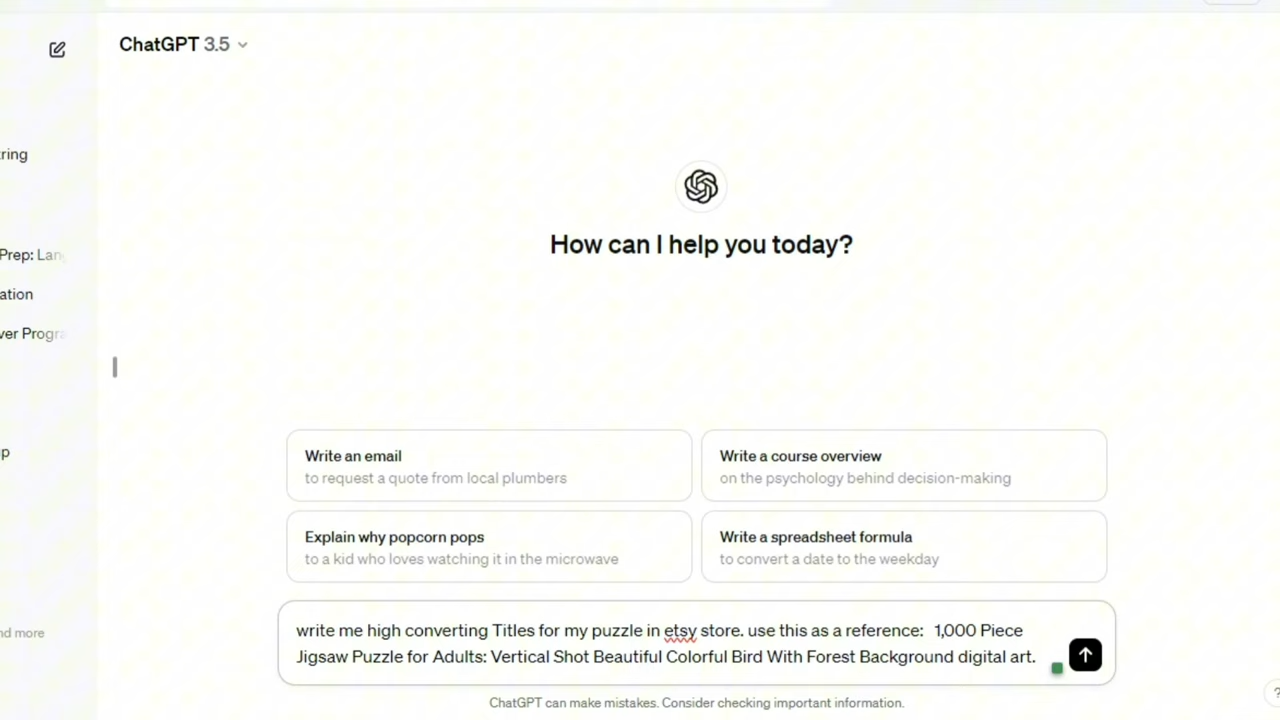 ChatGPT 3.5
ring
How can I help you today?
Prep: Lan
ation
ver Progra
p
Write an email
to request a quote from local plumbers
Write a course overview
on the psychology behind decision-making
Explain why popcorn pops
to a kid who loves watching it in the microwave
Write a spreadsheet formula
to convert a date to the weekday
nd more
write me high converting Titles for my puzzle in etsy store. use this as a reference: 1,000 Piece
Jigsaw Puzzle for Adults: Vertical Shot Beautiful Colorful Bird With Forest Background digital art.
ChatGPT can make mistakes. Consider checking important information.
?